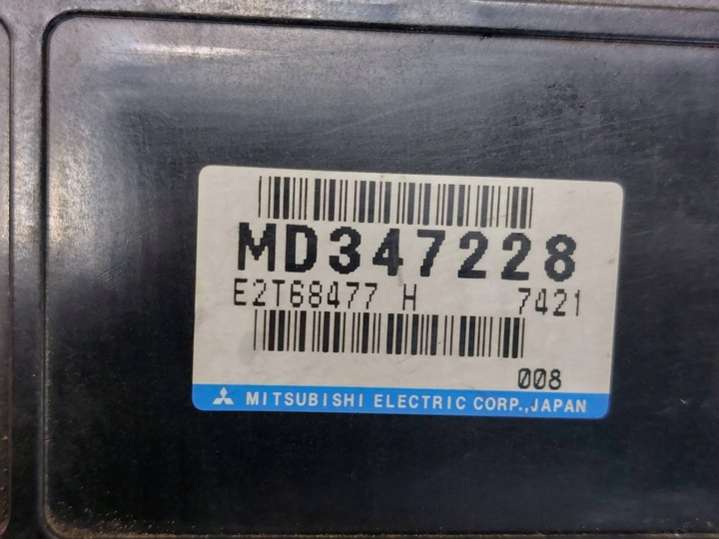 MD347228
E2T68477 H 7421
008
MITSUBISHI ELECTRIC CORP.,JAPAN